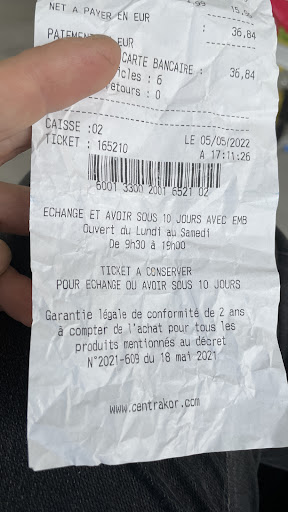 NET A PAYER EN EUR : 36,84
PAIEMENT EUR
CARTE BANCAIRE : 36,84
cles : 6
etours : 0
CAISSE :02 LE 05/05/2022
TICKET : 165210 A 17:11:26
6001 3300 2001 6521 02
ECHANGE ET AVOIR SOUS 10 JOURS AVEC EMB
Ouvert du Lundi au Samedi
De 9h30 à 19h00
TICKET A CONSERVER
POUR ECHANGE OU AVOIR SOUS 10 JOURS
Garantie légale de conformité de 2 ans
à compter de l'achat pour tous les
produits mentionnés au décret
N°2021-609 du 18 mai 2021
www.centrakor.com